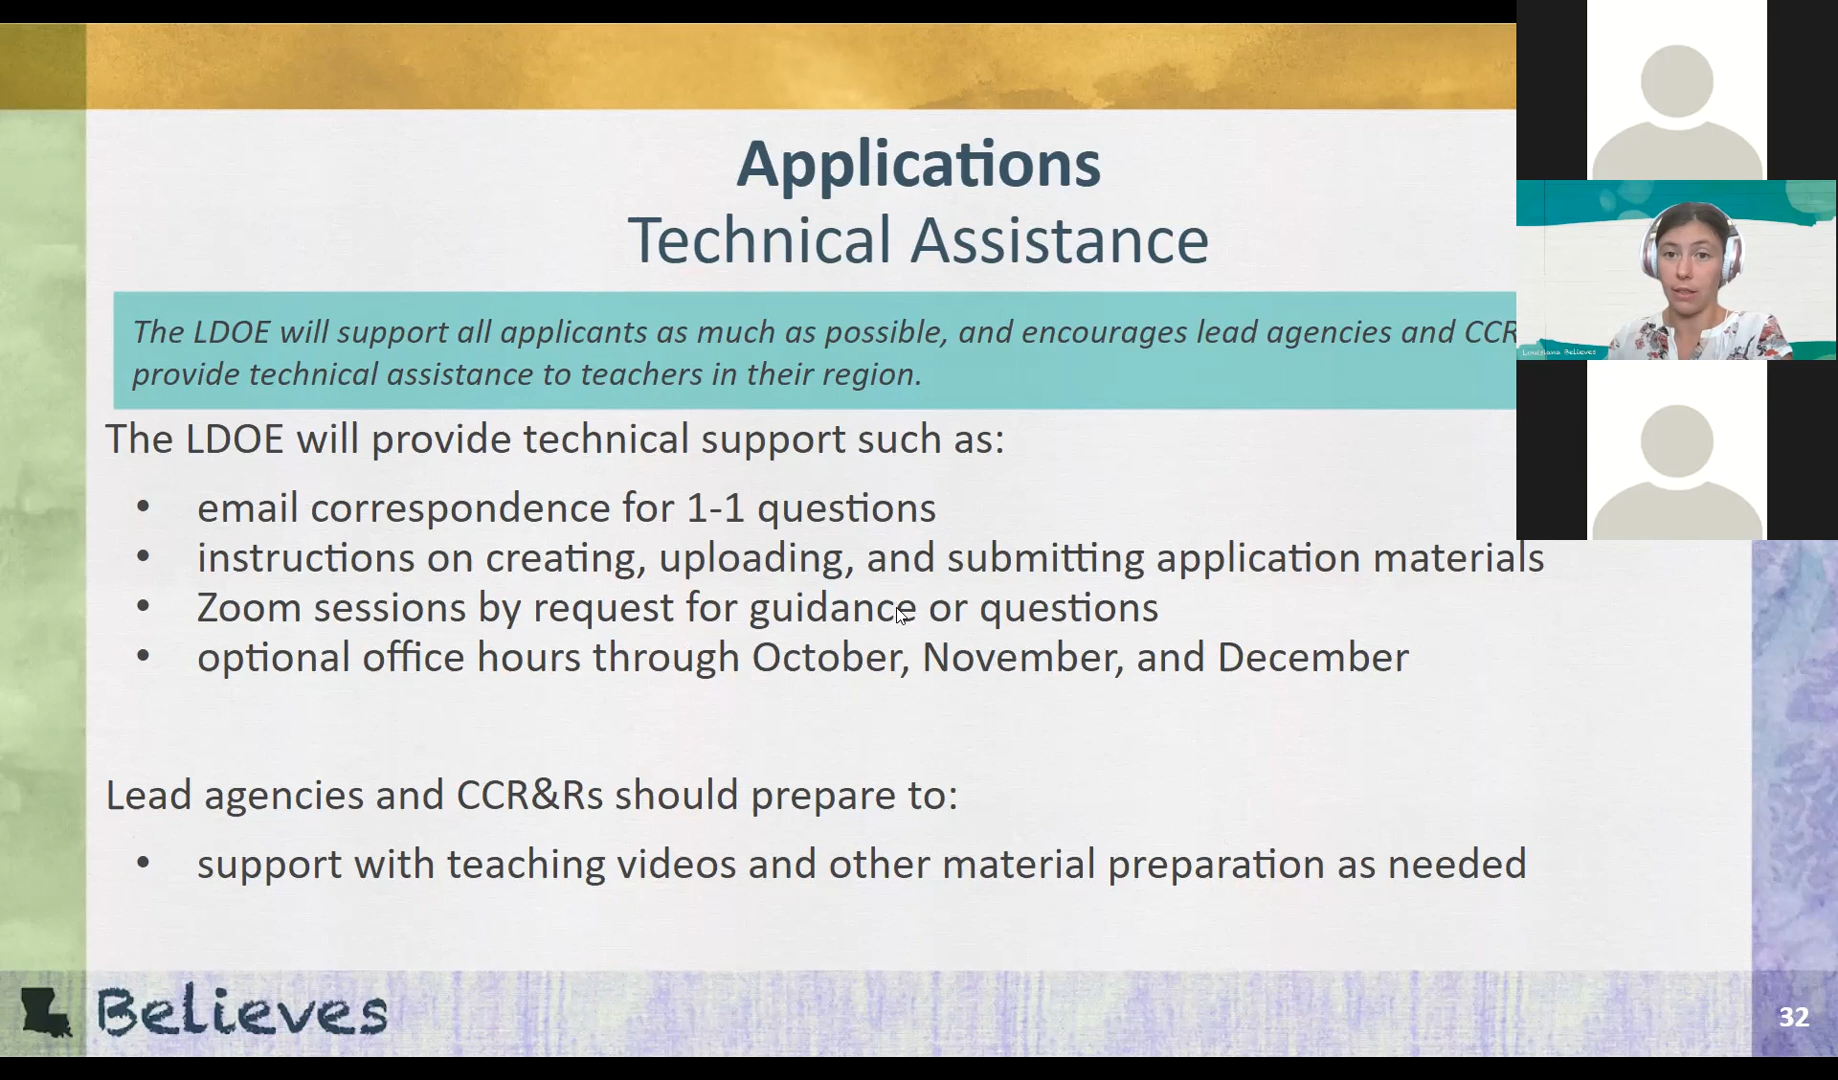 Applications
Technical Assistance
The LDOE will support all applicants as much as possible, and encourages lead agencies and CCR
provide technical assistance to teachers in their region.
The LDOE will provide technical support such as:
• email correspondence for 1-1 questions
• instructions on creating, uploading, and submitting application materials
• Zoom sessions by request for guidance or questions
• optional office hours through October, November, and December
Lead agencies and CCR&Rs should prepare to:
• support with teaching videos and other material preparation as needed
Believes
32
Louisiana Believes